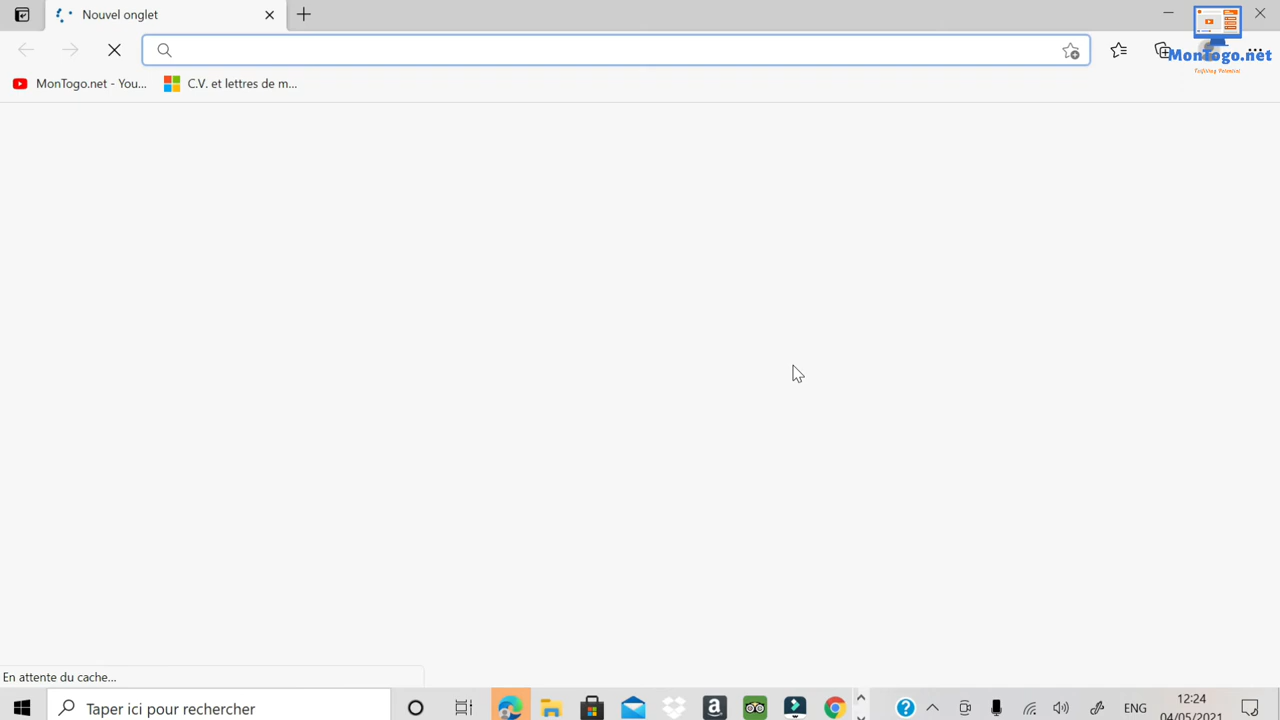 Nouvel onglet
MonTogo.net
MonTogo.net - You...
C.V. et lettres de m...
En attente du cache...
Taper ici pour rechercher
ENG
12:24
04/05/2021